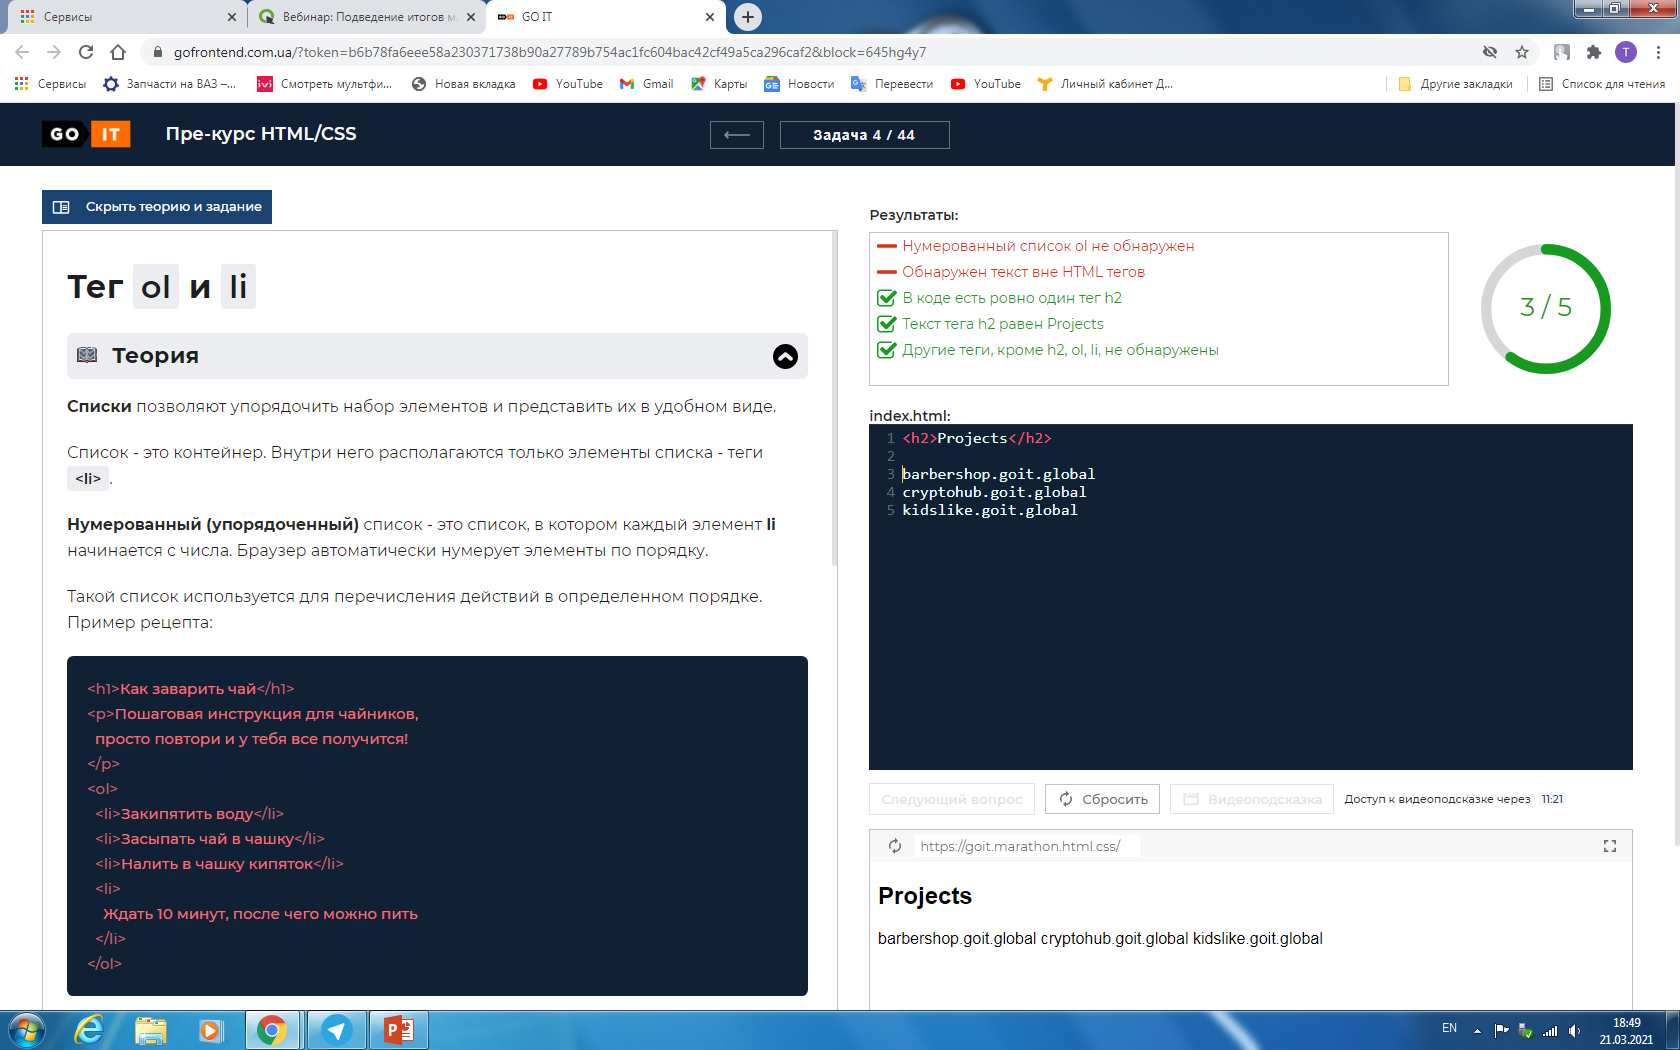 Сервисы
Вебинар: Подведение итогов м
GO IT
gofrontend.com.ua/?token=b6b78fa6eee58a230371738b90a27789b754ac1fc604bac42cf49a5ca296caf2&block=645hg4y7
T
Сервисы
Запчасти на ВАЗ –...
Смотреть мультфи...
Новая вкладка
YouTube
Gmail
Карты
Новости
Перевести
YouTube
Личный кабинет Д...
Другие закладки
Список для чтения
GO IT
Пре-курс HTML/CSS
Задача 4 / 44
Скрыть теорию и задание
Тег ol и li
Теория
Списки позволяют упорядочить набор элементов и представить их в удобном виде.
Список - это контейнер. Внутри него располагаются только элементы списка - теги
<li> .
Нумерованный (упорядоченный) список - это список, в котором каждый элемент li
начинается с числа. Браузер автоматически нумерует элементы по порядку.
Такой список используется для перечисления действий в определенном порядке.
Пример рецепта:
<h1>Как заварить чай</h1>
<p>Пошаговая инструкция для чайников,
просто повтори и у тебя все получится!
</p>
<ol>
<li>Закипятить воду</li>
<li>Засыпать чай в чашку</li>
<li>Налить в чашку кипяток</li>
<li>
Ждать 10 минут, после чего можно пить
</li>
</ol>
Результаты:
Нумерованный список ol не обнаружен
Обнаружен текст вне HTML тегов
В коде есть ровно один тег h2
Текст тега h2 равен Projects
Другие теги, кроме h2, ol, li, не обнаружены
3 / 5
index.html:
1 <h2>Projects</h2>
2
3 barbershop.goit.global
4 cryptohub.goit.global
5 kidslike.goit.global
Следующий вопрос
Сбросить
Видеоподсказка
Доступ к видеоподсказке через 11:21
https://goit.marathon.html.css/
Projects
barbershop.goit.global cryptohub.goit.global kidslike.goit.global
EN
18:49
21.03.2021